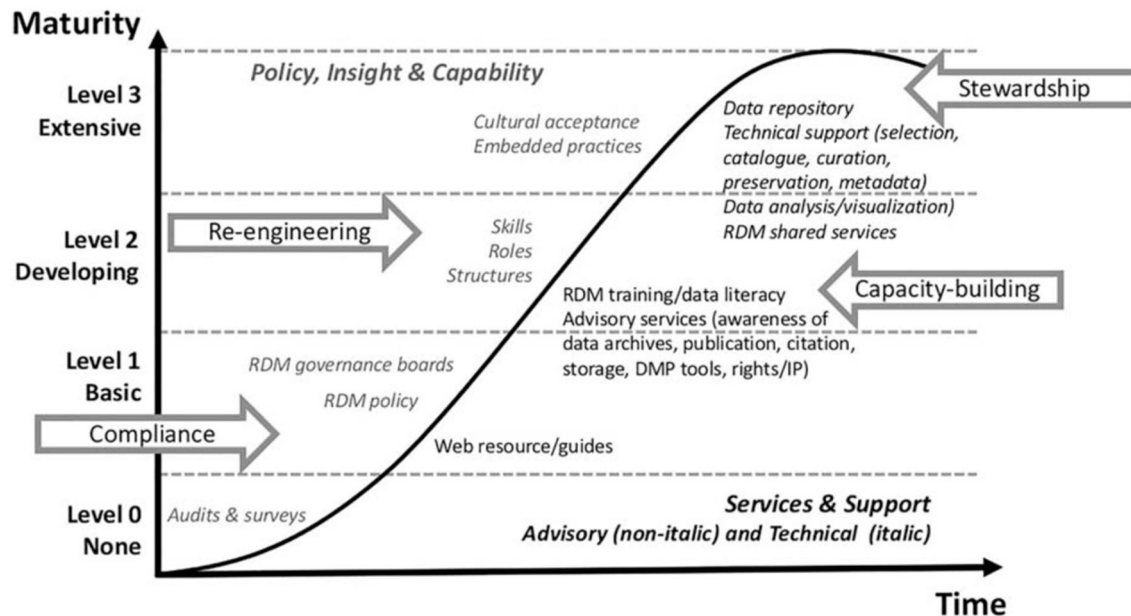 Maturity
Policy, Insight & Capability
Level 3
Extensive
Stewardship
Cultural acceptance
Embedded practices
Data repository
Technical support (selection,
catalogue, curation,
preservation, metadata)
Data analysis/visualization)
RDM shared services
Level 2
Developing
Re-engineering
Skills
Roles
Structures
Capacity-building
RDM training/data literacy
Advisory services (awareness of
data archives, publication, citation,
storage, DMP tools, rights/IP)
Level 1
Basic
RDM governance boards
RDM policy
Compliance
Web resource/guides
Level 0
None
Audits & surveys
Services & Support
Advisory (non-italic) and Technical (italic)
Time